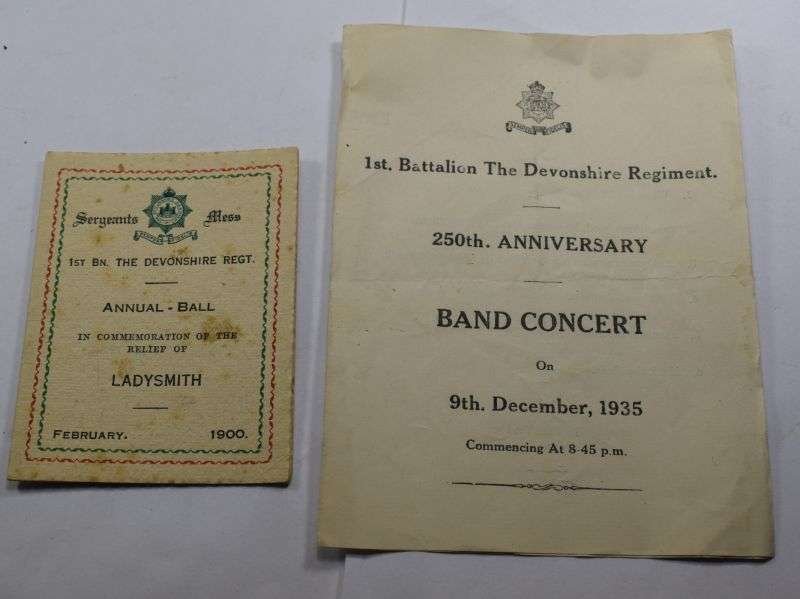 Sergeants Mess
1ST BN. THE DEVONSHIRE REGT.
ANNUAL - BALL
IN COMMEMORATION OF THE
RELIEF OF
LADYSMITH
FEBRUARY. 1900.
1st. Battalion The Devonshire Regiment.
250th. ANNIVERSARY
BAND CONCERT
On
9th. December, 1935
Commencing At 8-45 p.m.